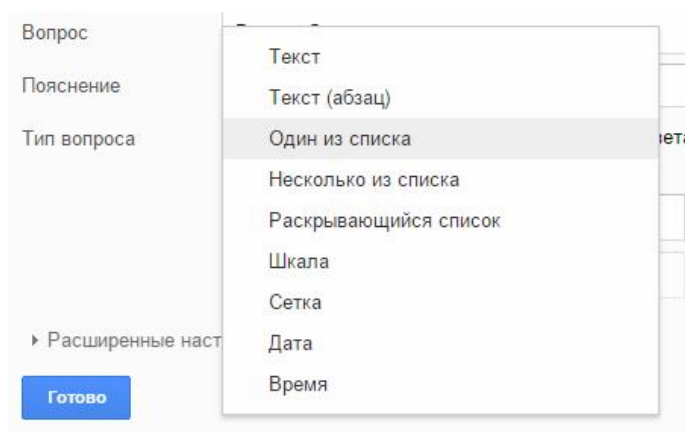 Вопрос
Пояснение
Тип вопроса
Текст
Текст (абзац)
Один из списка
Несколько из списка
Раскрывающийся список
Шкала
Сетка
Дата
Время
Расширенные
Готово